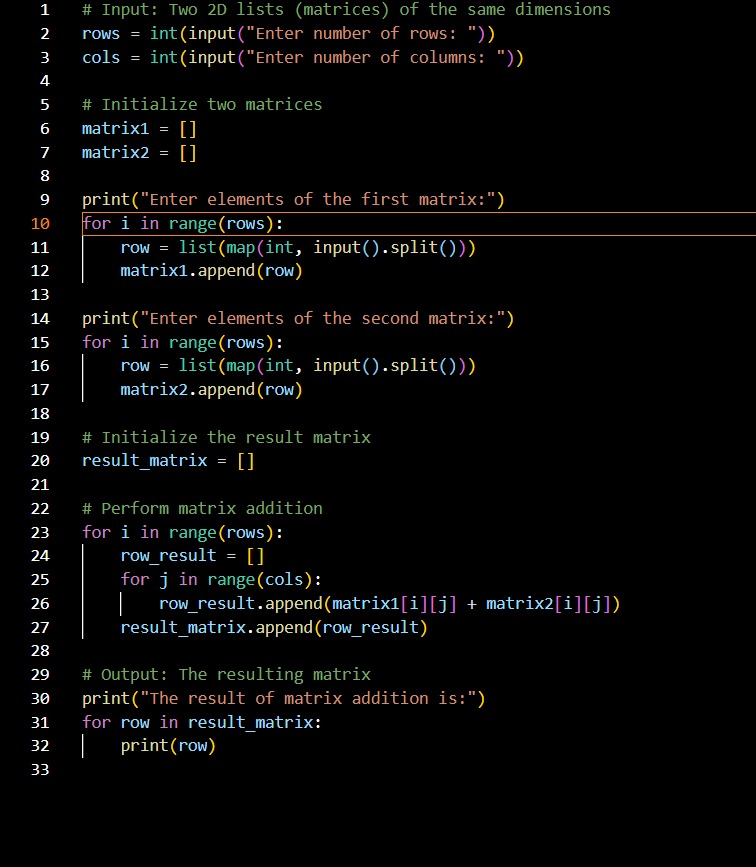 1 # Input: Two 2D lists (matrices) of the same dimensions
2 rows = int(input("Enter number of rows: "))
3 cols = int(input("Enter number of columns: "))
4
5 # Initialize two matrices
6 matrix1 = []
7 matrix2 = []
8
9 print("Enter elements of the first matrix:")
10 for i in range(rows):
11     row = list(map(int, input().split()))
12     matrix1.append(row)
13
14 print("Enter elements of the second matrix:")
15 for i in range(rows):
16     row = list(map(int, input().split()))
17     matrix2.append(row)
18
19 # Initialize the result matrix
20 result_matrix = []
21
22 # Perform matrix addition
23 for i in range(rows):
24     row_result = []
25     for j in range(cols):
26         row_result.append(matrix1[i][j] + matrix2[i][j])
27     result_matrix.append(row_result)
28
29 # Output: The resulting matrix
30 print("The result of matrix addition is:")
31 for row in result_matrix:
32     print(row)
33